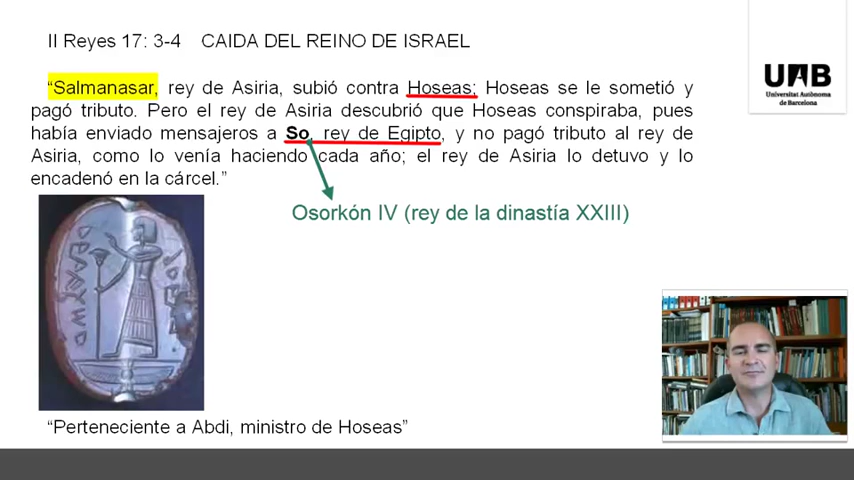 II Reyes 17: 3-4 CAIDA DEL REINO DE ISRAEL
“Salmanasar, rey de Asiria, subió contra Hoseas; Hoseas se le sometió y
pagó tributo. Pero el rey de Asiria descubrió que Hoseas conspiraba, pues
había enviado mensajeros a So, rey de Egipto, y no pagó tributo al rey de
Asiria, como lo venía haciendo cada año; el rey de Asiria lo detuvo y lo
encadenó en la cárcel.”
Osorkón IV (rey de la dinastía XXIII)
“Perteneciente a Abdi, ministro de Hoseas”
UAB
Universitat Autònoma
de Barcelona